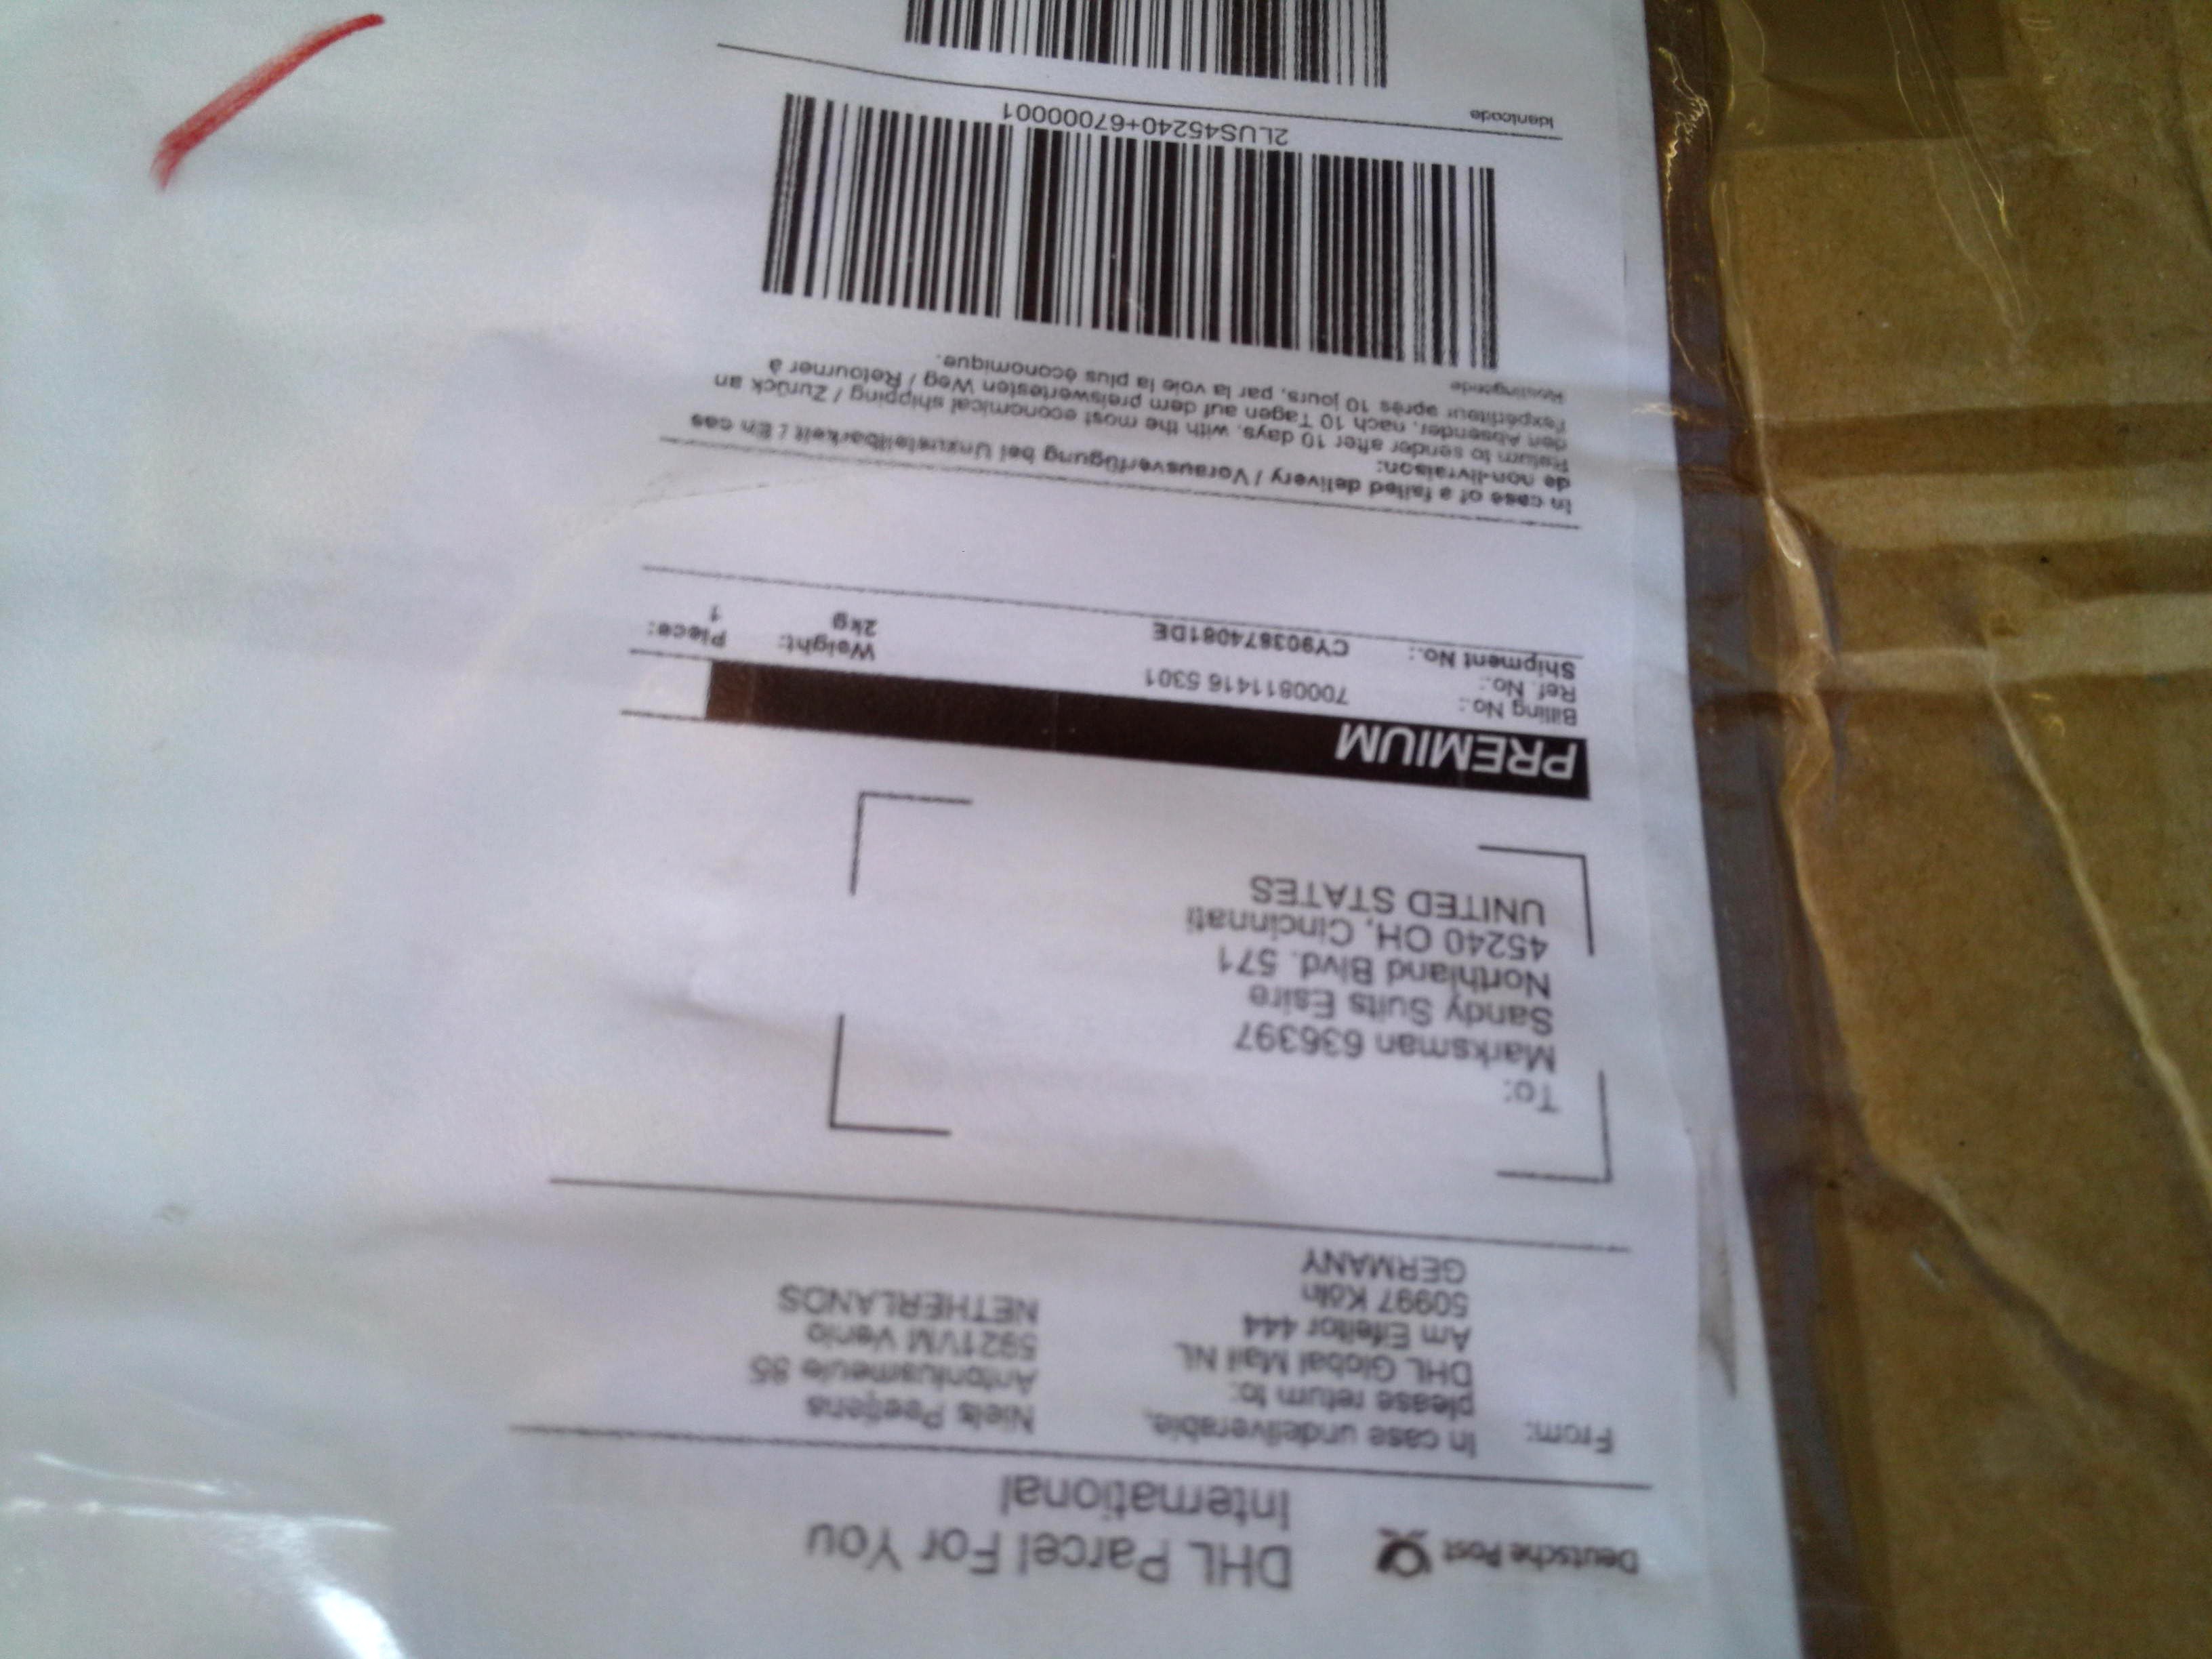 Deutsche Post
DHL Parcel For You
International
From:
In case undeliverable,
please return to:
DHL Global Mail NL
Am Eifeltor 444
50997 Köln
GERMANY
Niels Peetjens
Antoniusmeule 85
5921VM Venlo
NETHERLANDS
To:
Marksman 636397
Sandy Suits Esire
Northland Blvd. 571
45240 OH, Cincinnati
UNITED STATES
PREMIUM
Billing No.: 7000811416 5301
Ref. No.:
Shipment No.: CY903874081DE
Weight:
2kg
Piece:
1
In case of a failed delivery / Vorausverfügung bei Unzustellbarkeit / En cas
de non-livraison:
Return to sender after 10 days, with the most economical shipping / Zurück an
den Absender, nach 10 Tagen auf dem preiswertesten Weg / Retourner à
l'expéditeur après 10 jours, par la voie la plus économique.
Routingcode
2LUS45240+67000001
Identcode